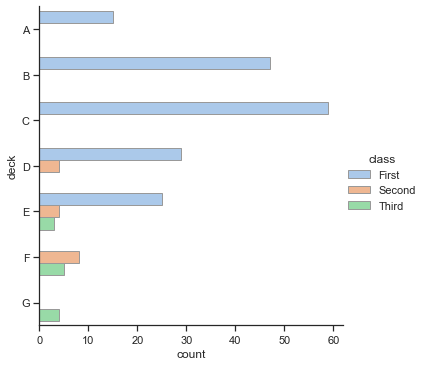 A
B
C
D
E
F
G
deck
0 10 20 30 40 50 60
count
class
First
Second
Third